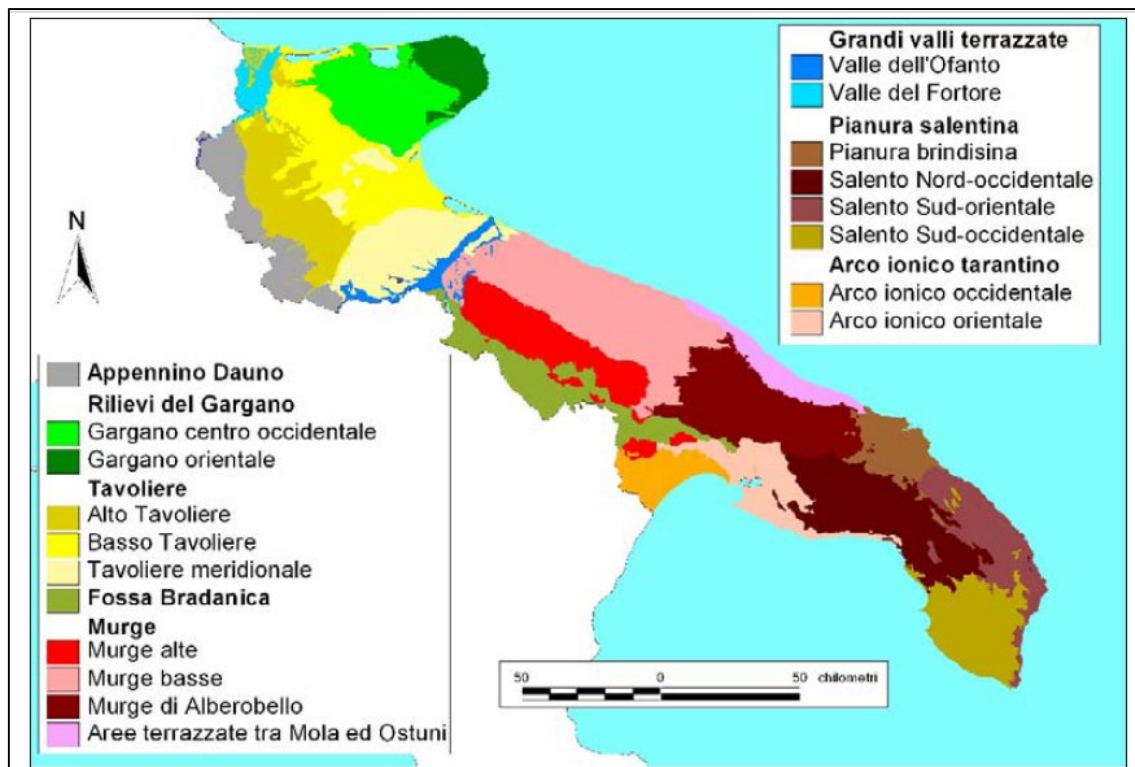 Grandi valli terrazzate
Valle dell'Ofanto
Valle del Fortore
Pianura salentina
Pianura brindisina
Salento Nord-occidentale
Salento Sud-orientale
Salento Sud-occidentale
Arco ionico tarantino
Arco ionico occidentale
Arco ionico orientale
N
Appennino Dauno
Rilievi del Gargano
Gargano centro occidentale
Gargano orientale
Tavoliere
Alto Tavoliere
Basso Tavoliere
Tavoliere meridionale
Fossa Bradanica
Murge
Murge alte
Murge basse
Murge di Alberobello
Aree terrazzate tra Mola ed Ostuni
50 0 50 chilometri